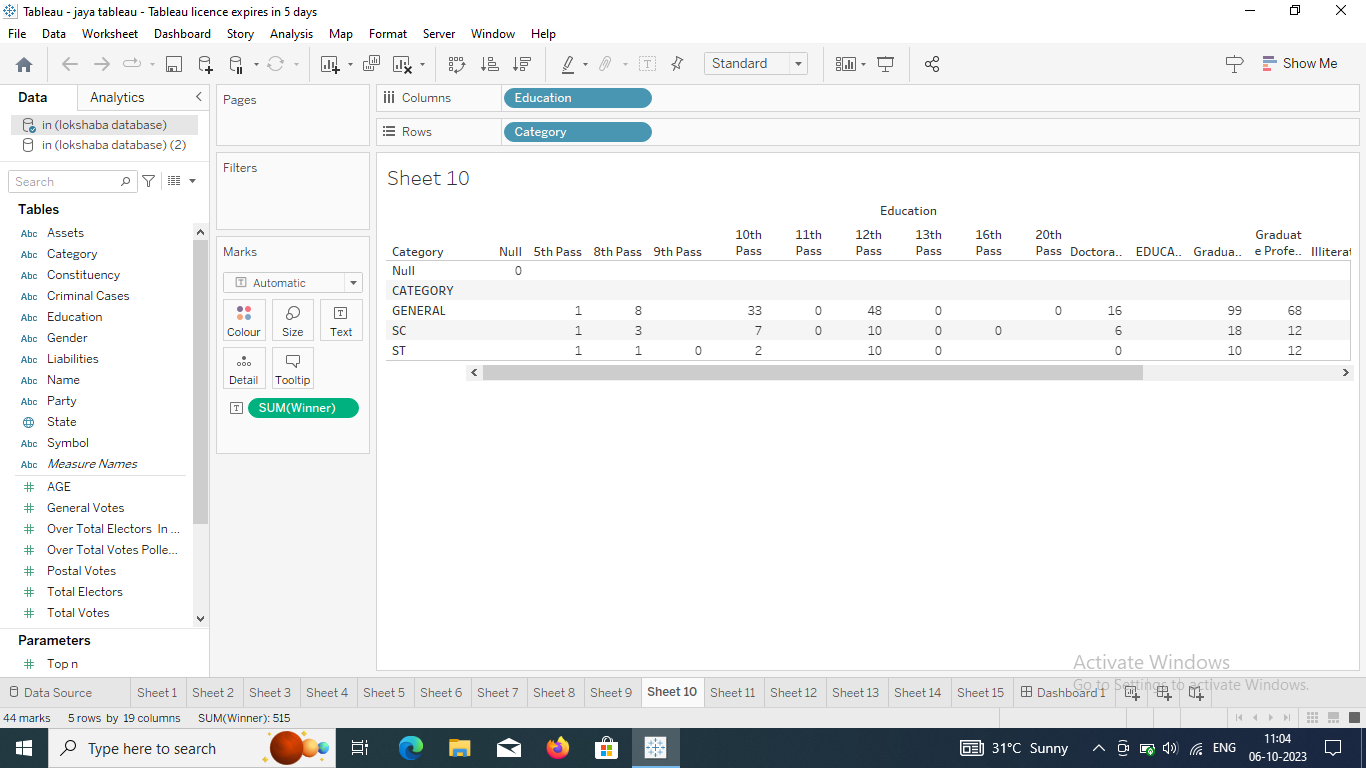 Tableau - jaya tableau - Tableau licence expires in 5 days
File Data Worksheet Dashboard Story Analysis Map Format Server Window Help
Standard Show Me
Data Analytics
in (lokshaba database)
in (lokshaba database) (2)
Search
Tables
Abc Assets
Abc Category
Abc Constituency
Abc Criminal Cases
Abc Education
Abc Gender
Abc Liabilities
Abc Name
Abc Party
State
Abc Symbol
Abc Measure Names
# AGE
# General Votes
# Over Total Electors In ...
# Over Total Votes Polle...
# Postal Votes
# Total Electors
# Total Votes
Parameters
# Top n
Pages
Filters
Marks
Automatic
Colour Size Text
Detail Tooltip
SUM(Winner)
Columns Education
Rows Category
Sheet 10
Education
Category Null 5th Pass 8th Pass 9th Pass 10th Pass 11th Pass 12th Pass 13th Pass 16th Pass 20th Pass Doctora.. EDUCA.. Gradua.. Graduat e Profe.. Illiterat
Null 0
CATEGORY
GENERAL 1 8 33 0 48 0 0 16 99 68
SC 1 3 7 0 10 0 0 6 18 12
ST 1 1 0 2 10 0 0 10 12
Activate Windows
Go to Settings to activate Windows.
Data Source Sheet 1 Sheet 2 Sheet 3 Sheet 4 Sheet 5 Sheet 6 Sheet 7 Sheet 8 Sheet 9 Sheet 10 Sheet 11 Sheet 12 Sheet 13 Sheet 14 Sheet 15 Dashboard 1
44 marks 5 rows by 19 columns SUM(Winner): 515
Type here to search
31°C Sunny ENG 11:04
06-10-2023